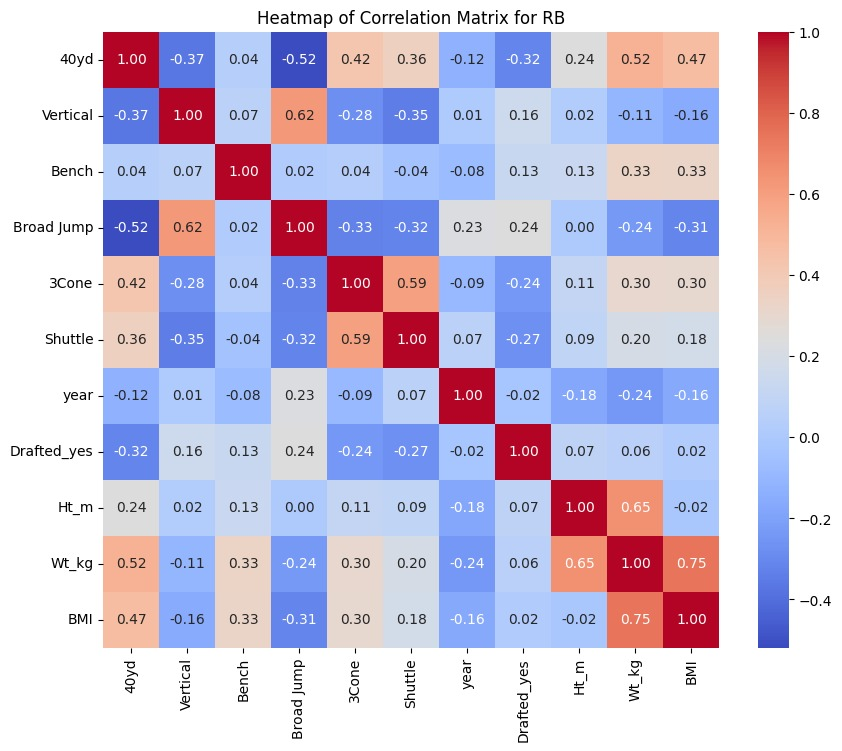 Heatmap of Correlation Matrix for RB
40yd 1.00 -0.37 0.04 -0.52 0.42 0.36 -0.12 -0.32 0.24 0.52 0.47
Vertical -0.37 1.00 0.07 0.62 -0.28 -0.35 0.01 0.16 0.02 -0.11 -0.16
Bench 0.04 0.07 1.00 0.02 0.04 -0.04 -0.08 0.13 0.13 0.33 0.33
Broad Jump -0.52 0.62 0.02 1.00 -0.33 -0.32 0.23 0.24 0.00 -0.24 -0.31
3Cone 0.42 -0.28 0.04 -0.33 1.00 0.59 -0.09 -0.24 0.11 0.30 0.30
Shuttle 0.36 -0.35 -0.04 -0.32 0.59 1.00 0.07 -0.27 0.09 0.20 0.18
year -0.12 0.01 -0.08 0.23 -0.09 0.07 1.00 -0.02 -0.18 -0.24 -0.16
Drafted_yes -0.32 0.16 0.13 0.24 -0.24 -0.27 -0.02 1.00 0.07 0.06 0.02
Ht_m 0.24 0.02 0.13 0.00 0.11 0.09 -0.18 0.07 1.00 0.65 -0.02
Wt_kg 0.52 -0.11 0.33 -0.24 0.30 0.20 -0.24 0.06 0.65 1.00 0.75
BMI 0.47 -0.16 0.33 -0.31 0.30 0.18 -0.16 0.02 -0.02 0.75 1.00
40yd Vertical Bench Broad Jump 3Cone Shuttle year Drafted_yes Ht_m Wt_kg BMI
1.0
0.8
0.6
0.4
0.2
0.0
−0.2
−0.4